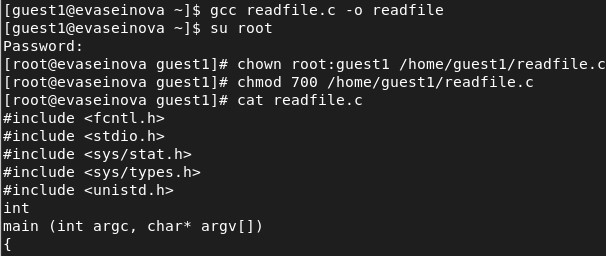 [guest1@evaseinova ~]$ gcc readfile.c -o readfile
[guest1@evaseinova ~]$ su root
Password:
[root@evaseinova guest1]# chown root:guest1 /home/guest1/readfile.c
[root@evaseinova guest1]# chmod 700 /home/guest1/readfile.c
[root@evaseinova guest1]# cat readfile.c
#include <fcntl.h>
#include <stdio.h>
#include <sys/stat.h>
#include <sys/types.h>
#include <unistd.h>
int
main (int argc, char* argv[])
{